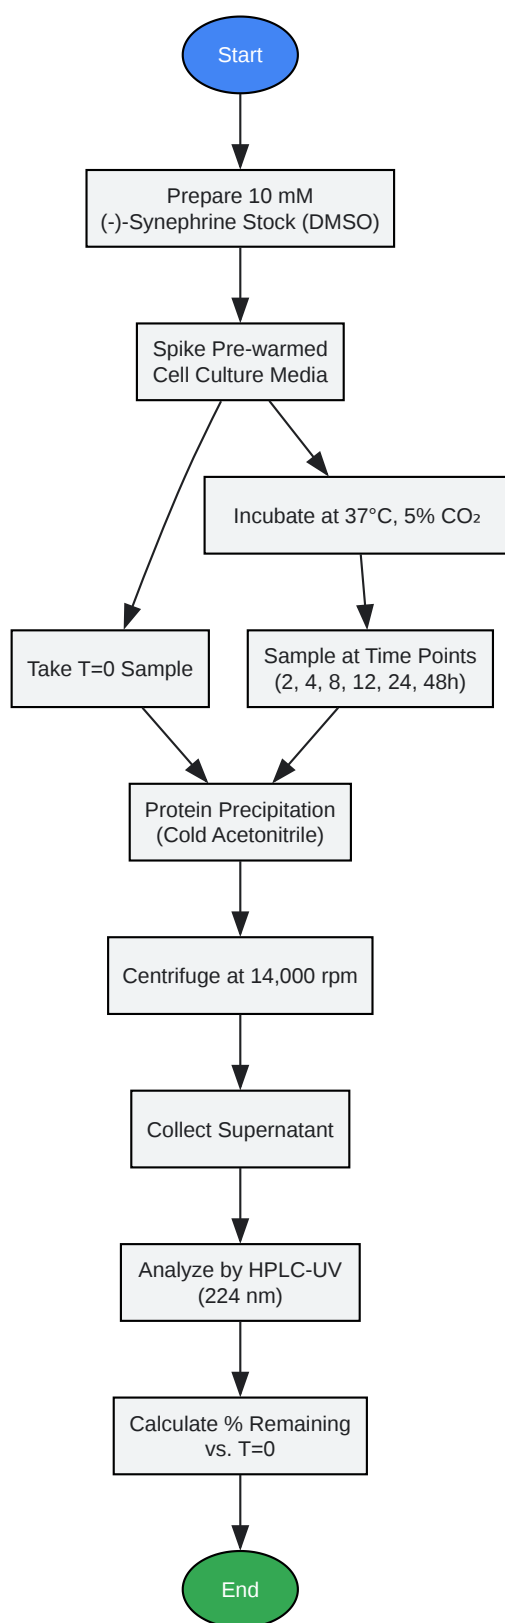 Start
Prepare 10 mM
(-)-Synephrine Stock (DMSO)
Spike Pre-warmed
Cell Culture Media
Incubate at 37°C, 5% CO₂
Take T=0 Sample
Sample at Time Points
(2, 4, 8, 12, 24, 48h)
Protein Precipitation
(Cold Acetonitrile)
Centrifuge at 14,000 rpm
Collect Supernatant
Analyze by HPLC-UV
(224 nm)
Calculate % Remaining
vs. T=0
End